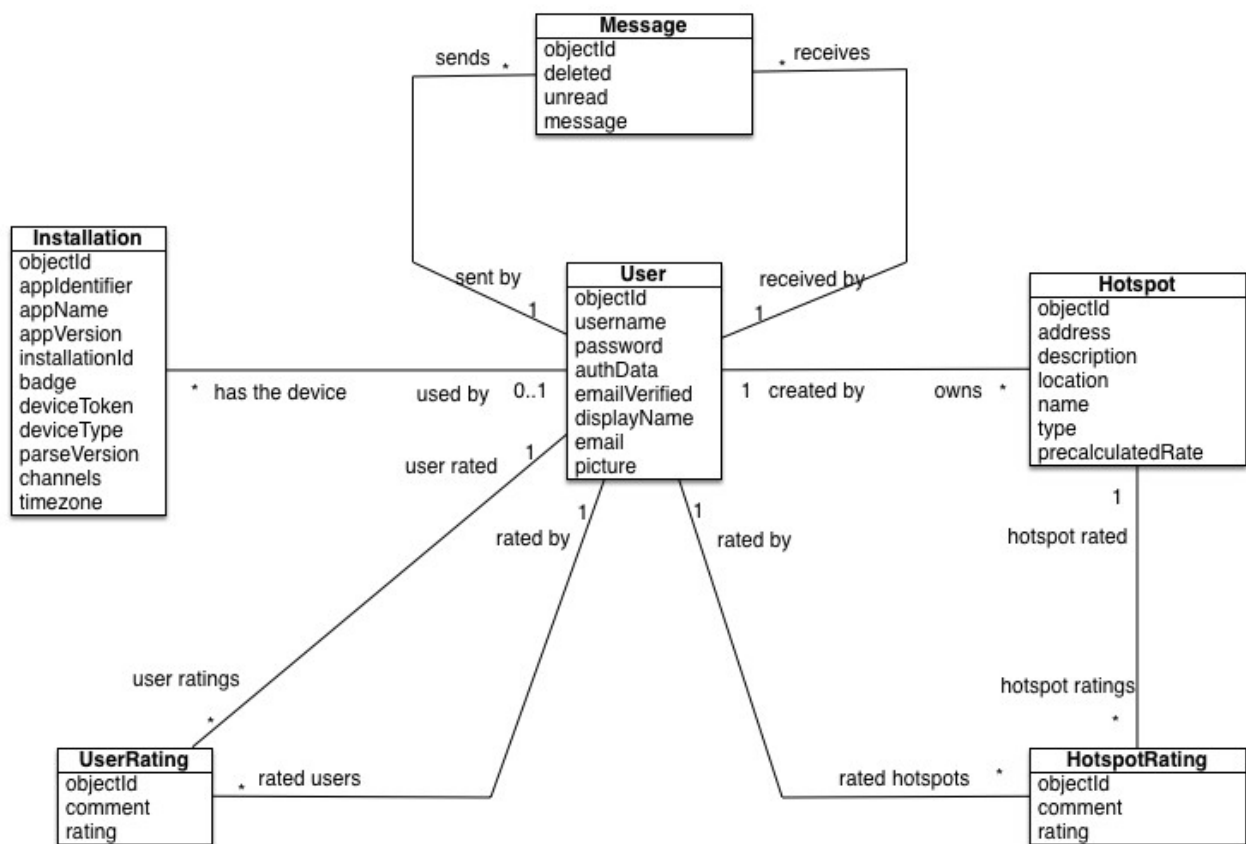 Message
objectId
deleted
unread
message
sends *
* receives
sent by
1
received by
1
Installation
objectId
appIdentifier
appName
appVersion
installationId
badge
deviceToken
deviceType
parseVersion
channels
timezone
User
objectId
username
password
authData
emailVerified
displayName
email
picture
Hotspot
objectId
address
description
location
name
type
precalculatedRate
* has the device
used by 0..1
1 created by
owns *
user rated 1
rated by 1
1
rated by
1
hotspot rated
user ratings
*
hotspot ratings
*
UserRating
objectId
comment
rating
* rated users
rated hotspots *
HotspotRating
objectId
comment
rating